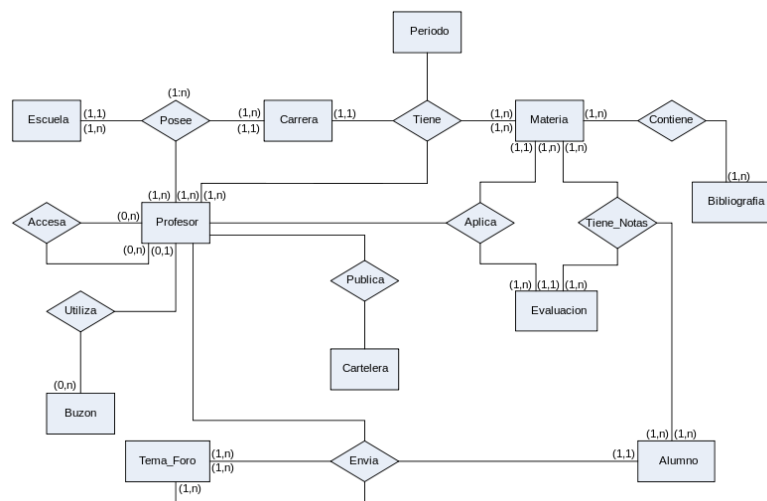 Periodo
(1:n)
Escuela
(1,1)
(1,n)
Posee
(1,n)
(1,1)
Carrera
(1,1)
Tiene
(1,n)
(1,n)
Materia
(1,n)
Contiene
(1,1) (1,n) (1,n)
(1,n)
Bibliografia
(1,n) (1,n) (1,n)
Accesa
(0,n)
Profesor
Aplica
Tiene_Notas
(0,n) (0,1)
Publica
(1,n) (1,1) (1,n)
Utiliza
Evaluacion
Cartelera
(0,n)
Buzon
(1,n) (1,n)
Tema_Foro
(1,n)
(1,n)
Envia
(1,1)
Alumno
(1,n)